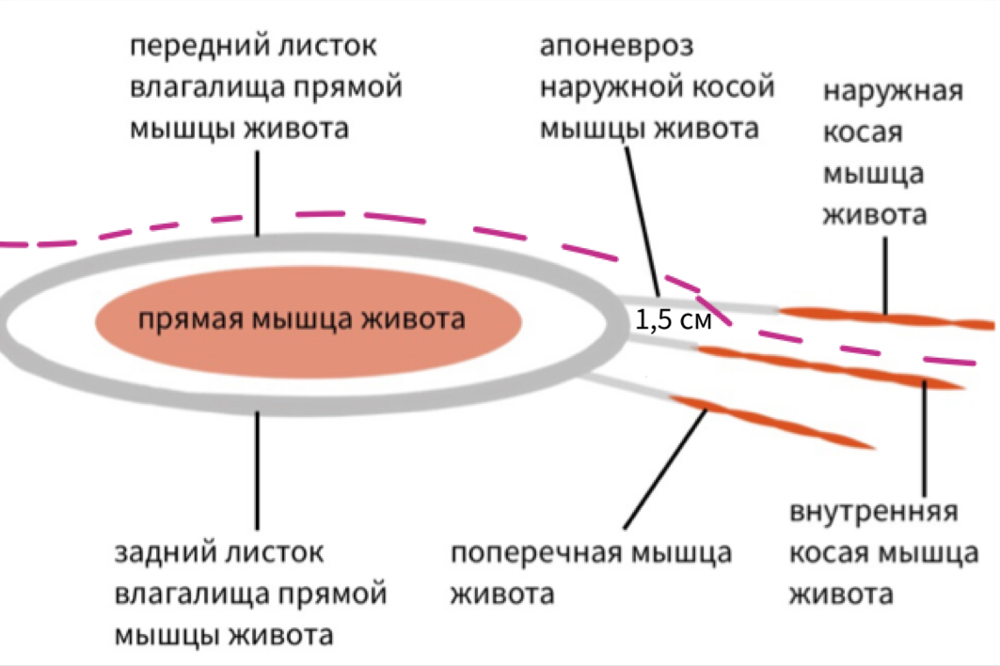 передний листок
влагалища прямой
мышцы живота
апоневроз
наружной косой
мышцы живота
наружная
косая
мышца
живота
прямая мышца живота
1,5 см
задний листок
влагалища прямой
мышцы живота
поперечная мышца
живота
внутренняя
косая мышца
живота